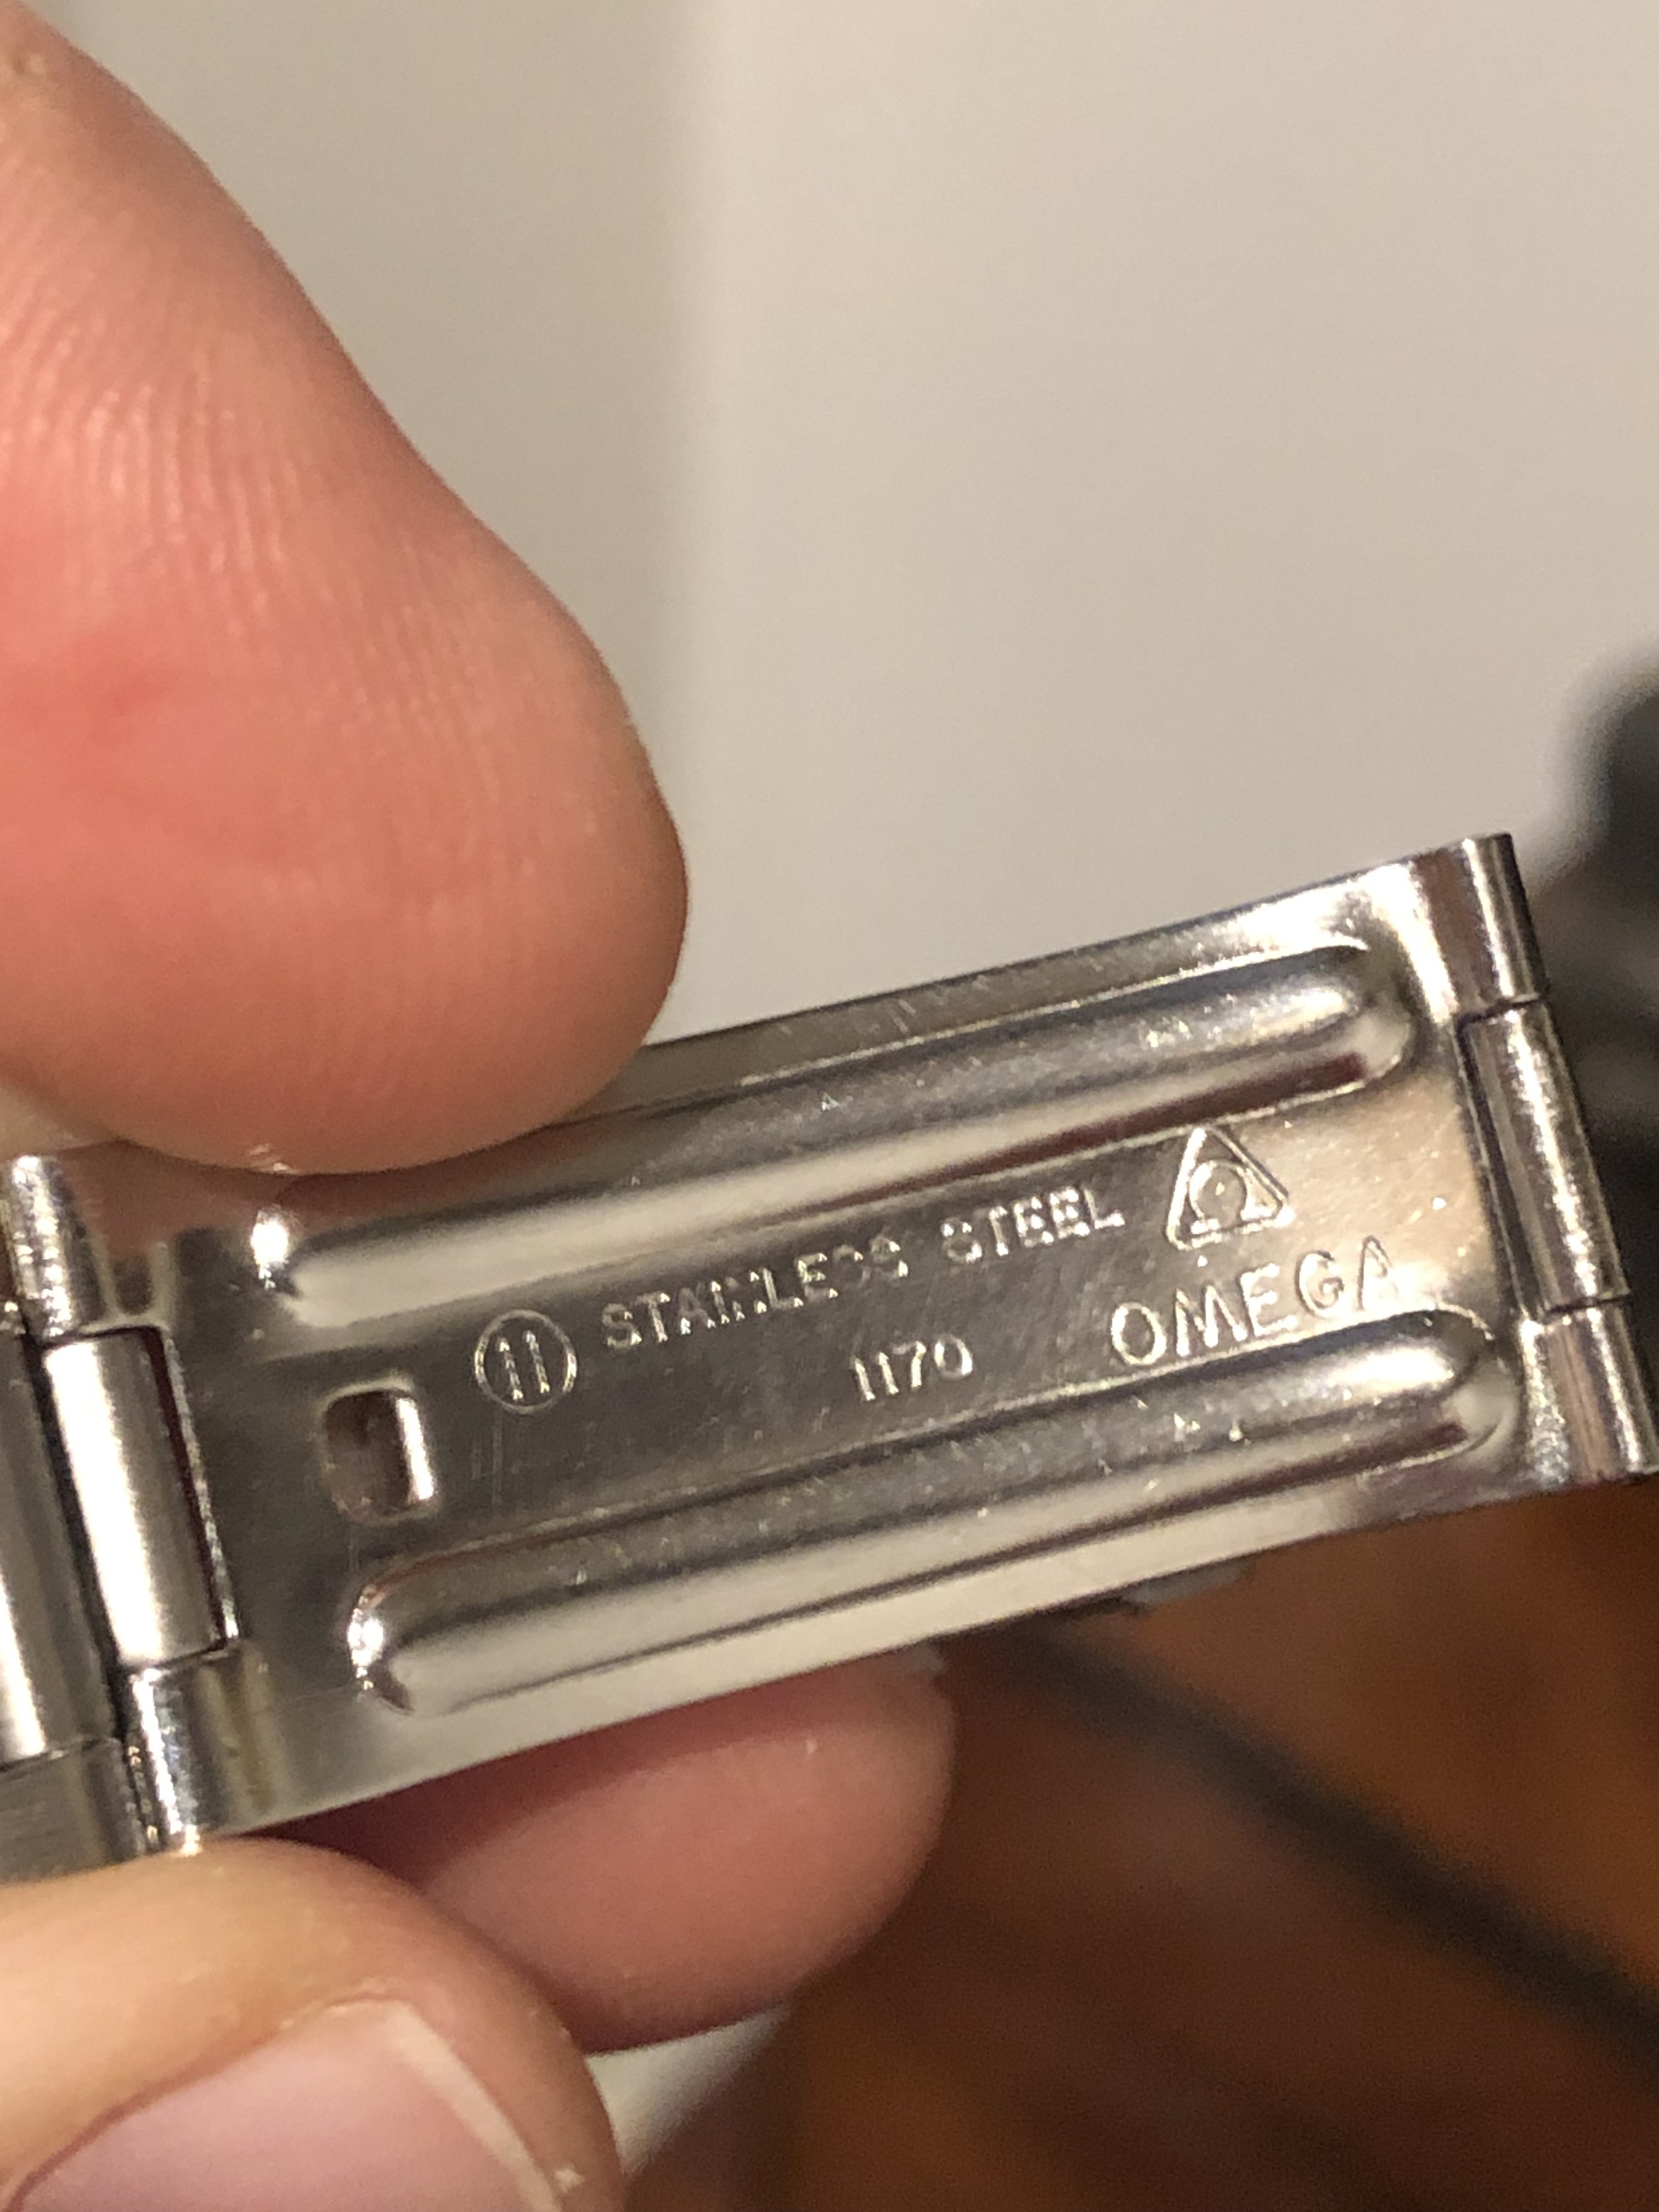 11 STAINLESS STEEL Ω
1170 OMEGA